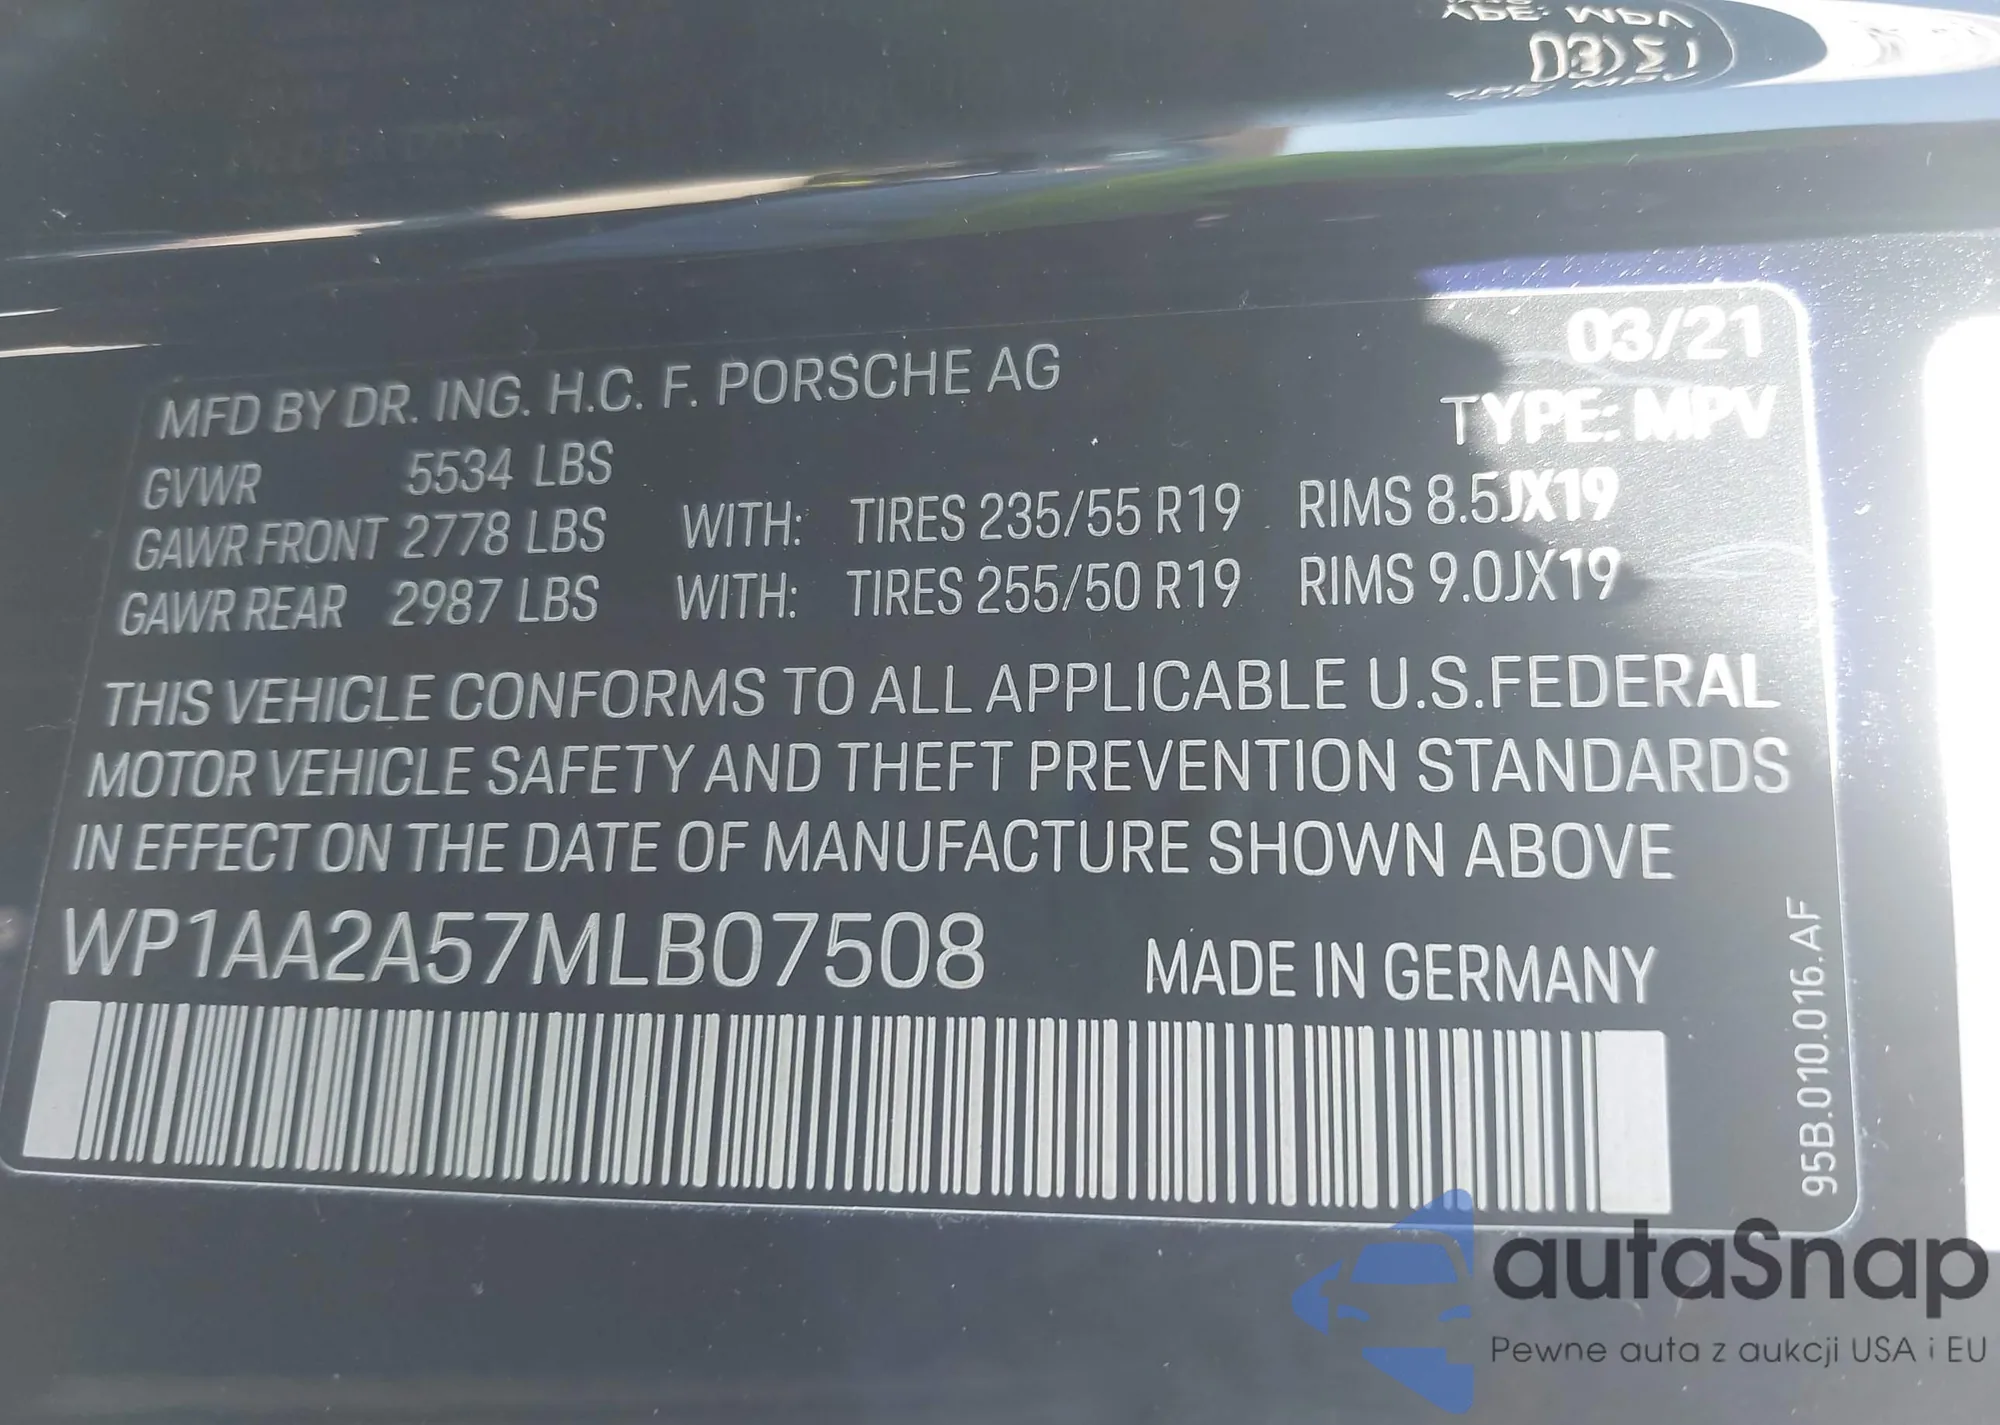 03/21
MFD BY DR. ING. H.C. F. PORSCHE AG
TYPE: MPV
GVWR 5534 LBS
GAWR FRONT 2778 LBS WITH: TIRES 235/55 R19 RIMS 8.5JX19
GAWR REAR 2987 LBS WITH: TIRES 255/50 R19 RIMS 9.0JX19
THIS VEHICLE CONFORMS TO ALL APPLICABLE U.S.FEDERAL
MOTOR VEHICLE SAFETY AND THEFT PREVENTION STANDARDS
IN EFFECT ON THE DATE OF MANUFACTURE SHOWN ABOVE
WP1AA2A57MLB07508 MADE IN GERMANY
95B.010.016.AF
autaSnap
Pewne auta z aukcji USA i EU